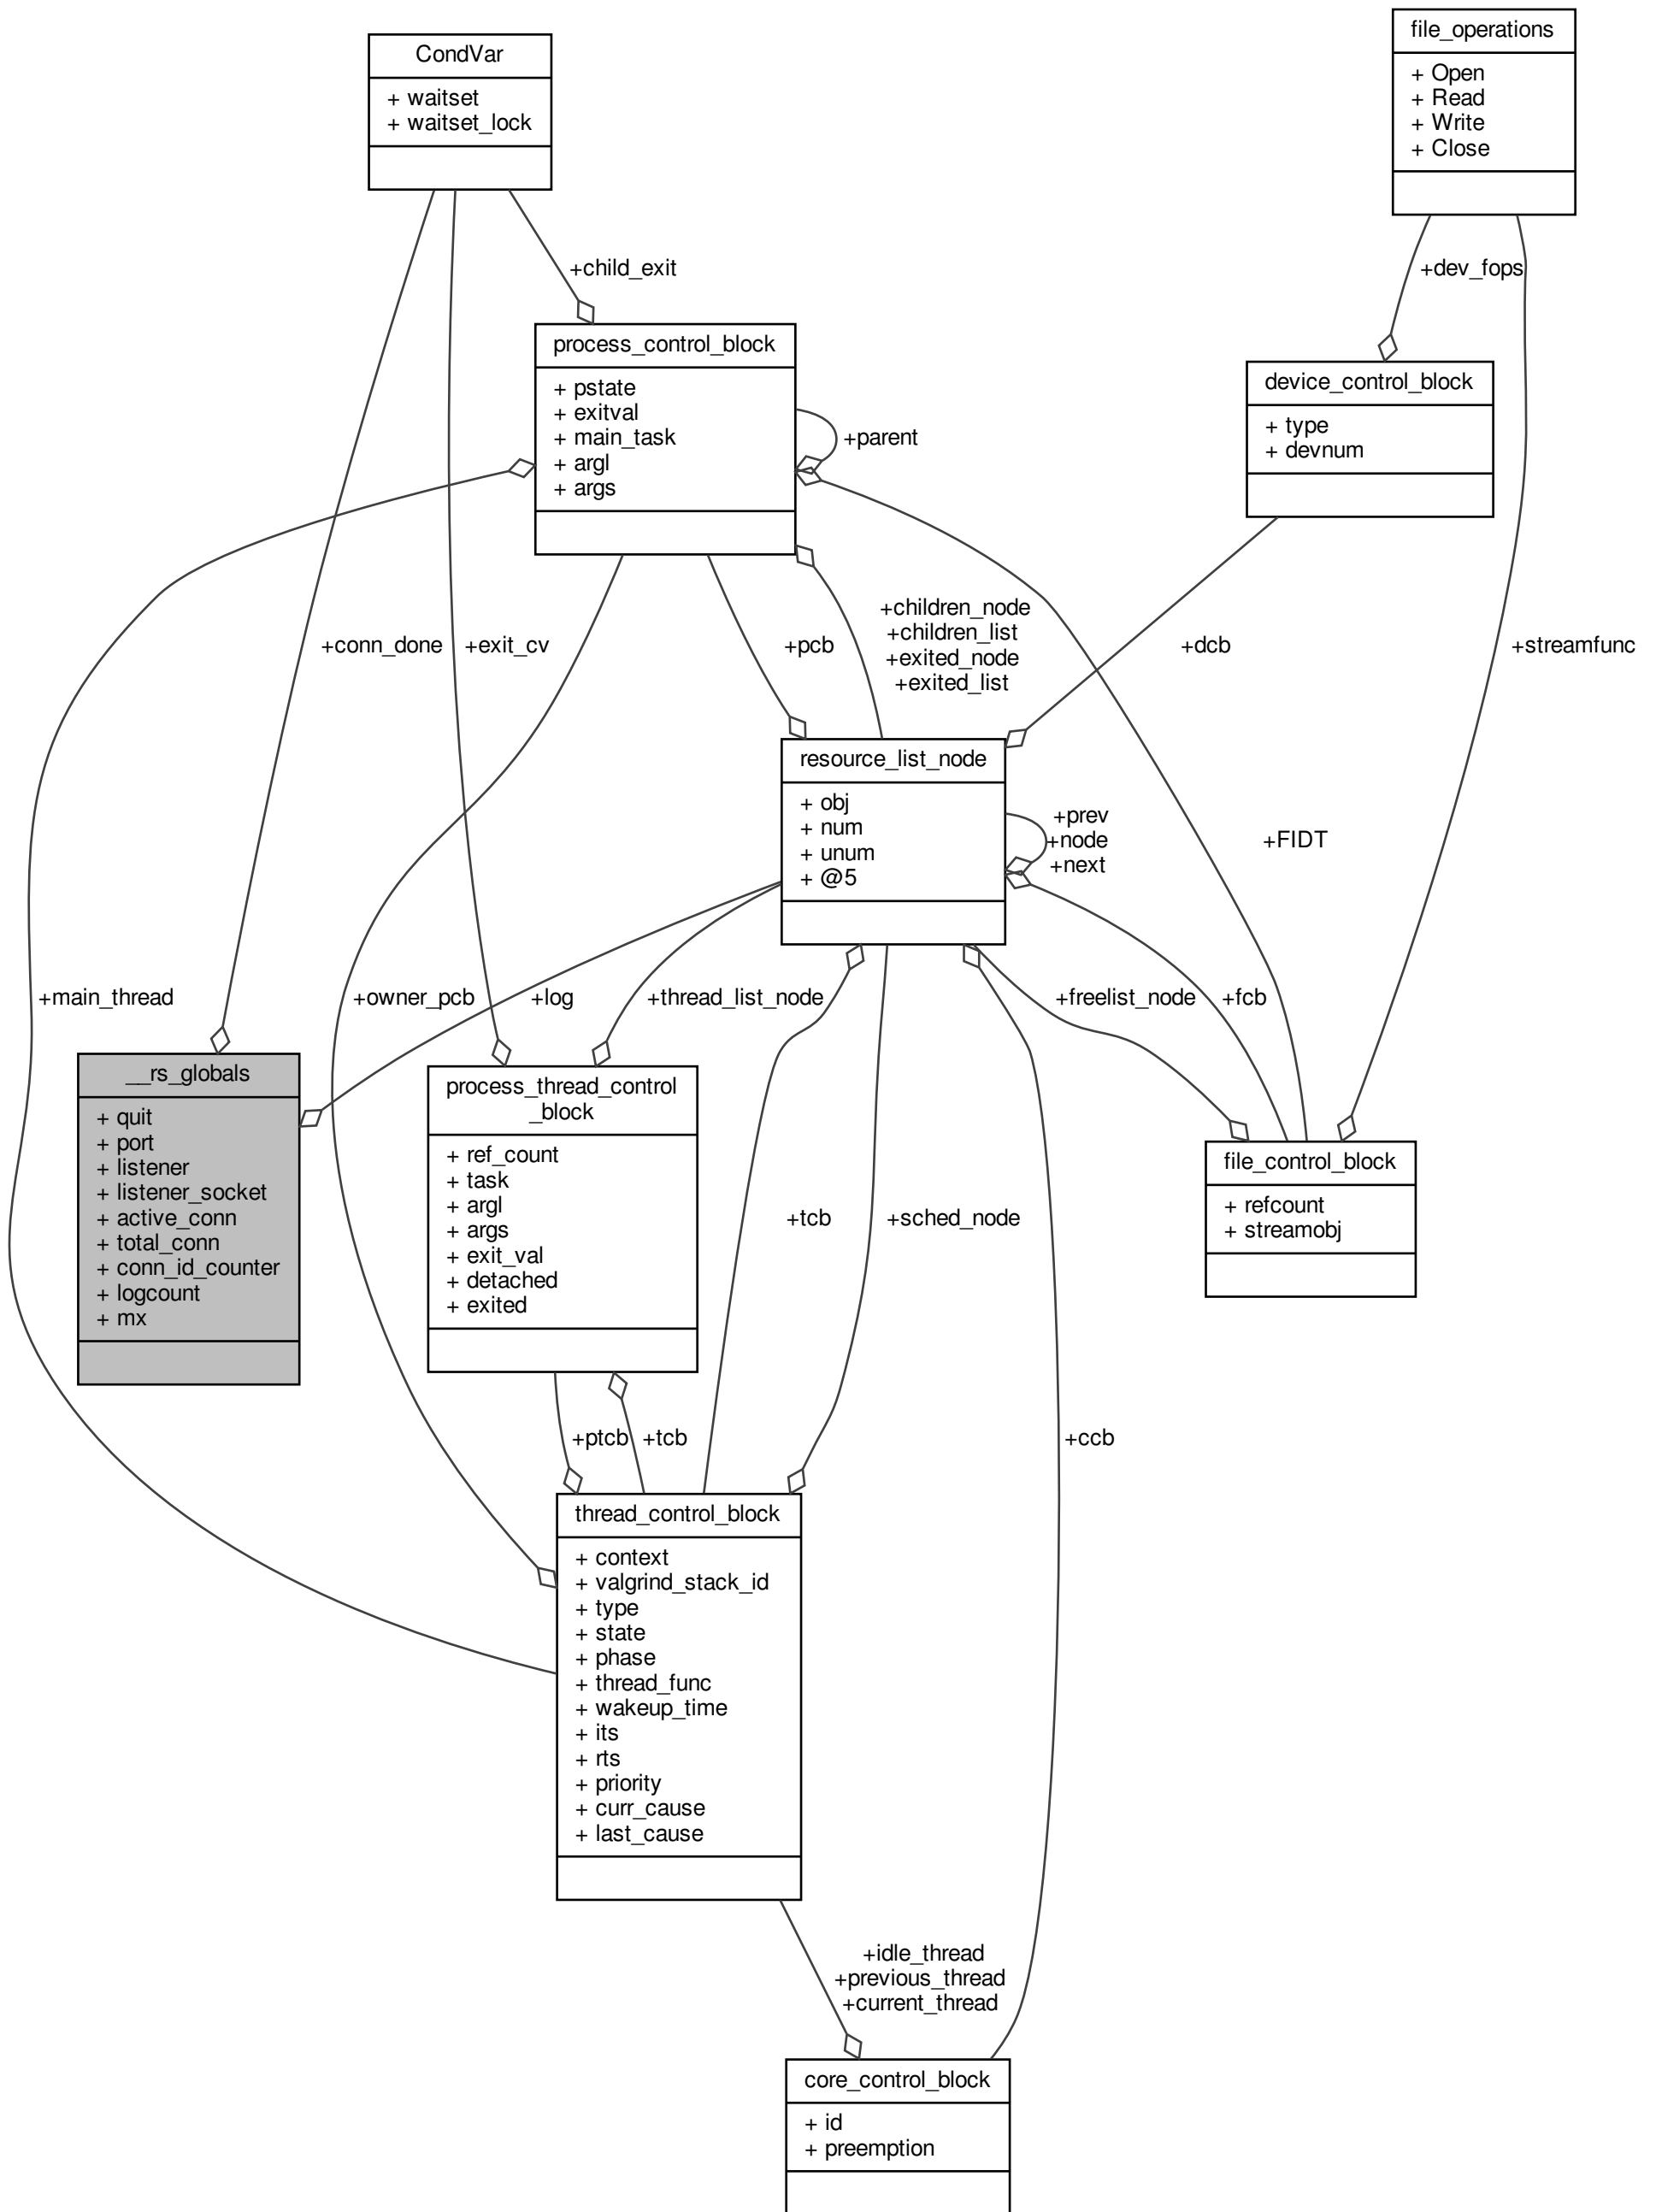 file_operations
+ Open
+ Read
+ Write
+ Close
CondVar
+ waitset
+ waitset_lock
+child_exit
+dev_fops
process_control_block
+ pstate
+ exitval
+ main_task
+ argl
+ args
+parent
device_control_block
+ type
+ devnum
+conn_done
+exit_cv
+pcb
+children_node
+children_list
+exited_node
+exited_list
+dcb
+streamfunc
resource_list_node
+ obj
+ num
+ unum
+ @5
+prev
+node
+next
+FIDT
+main_thread
+owner_pcb
+log
+thread_list_node
+freelist_node
+fcb
__rs_globals
+ quit
+ port
+ listener
+ listener_socket
+ active_conn
+ total_conn
+ conn_id_counter
+ logcount
+ mx
process_thread_control
_block
+ ref_count
+ task
+ argl
+ args
+ exit_val
+ detached
+ exited
+tcb
+sched_node
file_control_block
+ refcount
+ streamobj
+ptcb
+tcb
+ccb
thread_control_block
+ context
+ valgrind_stack_id
+ type
+ state
+ phase
+ thread_func
+ wakeup_time
+ its
+ rts
+ priority
+ curr_cause
+ last_cause
+idle_thread
+previous_thread
+current_thread
core_control_block
+ id
+ preemption